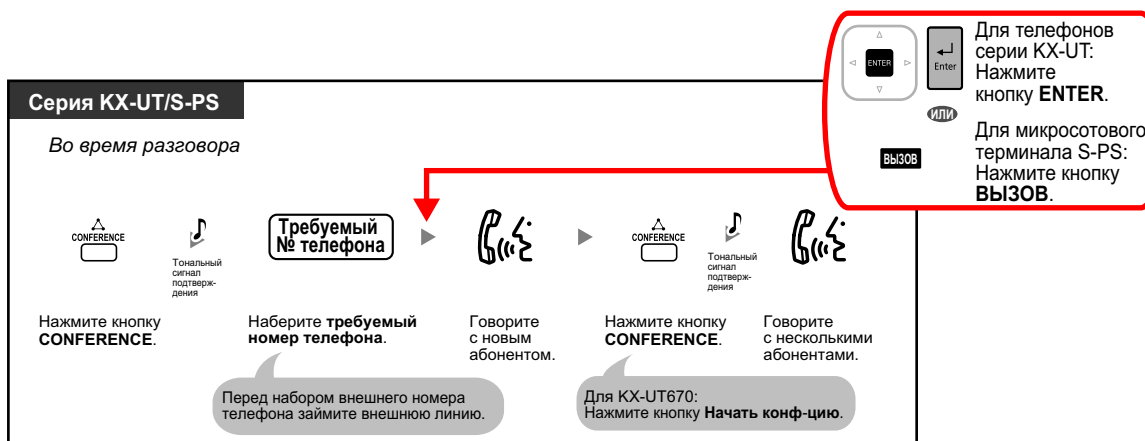 Для телефонов
серии KX-UT:
Нажмите
кнопку ENTER.
ENTER
Enter
ИЛИ
Для микросотового
терминала S-PS:
Нажмите кнопку
ВЫЗОВ.
ВЫЗОВ
Серия KX-UT/S-PS
Во время разговора
CONFERENCE
Тональный
сигнал
подтверж-
дения
Требуемый
№ телефона
CONFERENCE
Тональный
сигнал
подтверж-
дения
Нажмите кнопку
CONFERENCE.
Наберите требуемый
номер телефона.
Говорите
с новым
абонентом.
Нажмите кнопку
CONFERENCE.
Говорите
с несколькими
абонентами.
Перед набором внешнего номера
телефона займите внешнюю линию.
Для KX-UT670:
Нажмите кнопку Начать конф-цию.